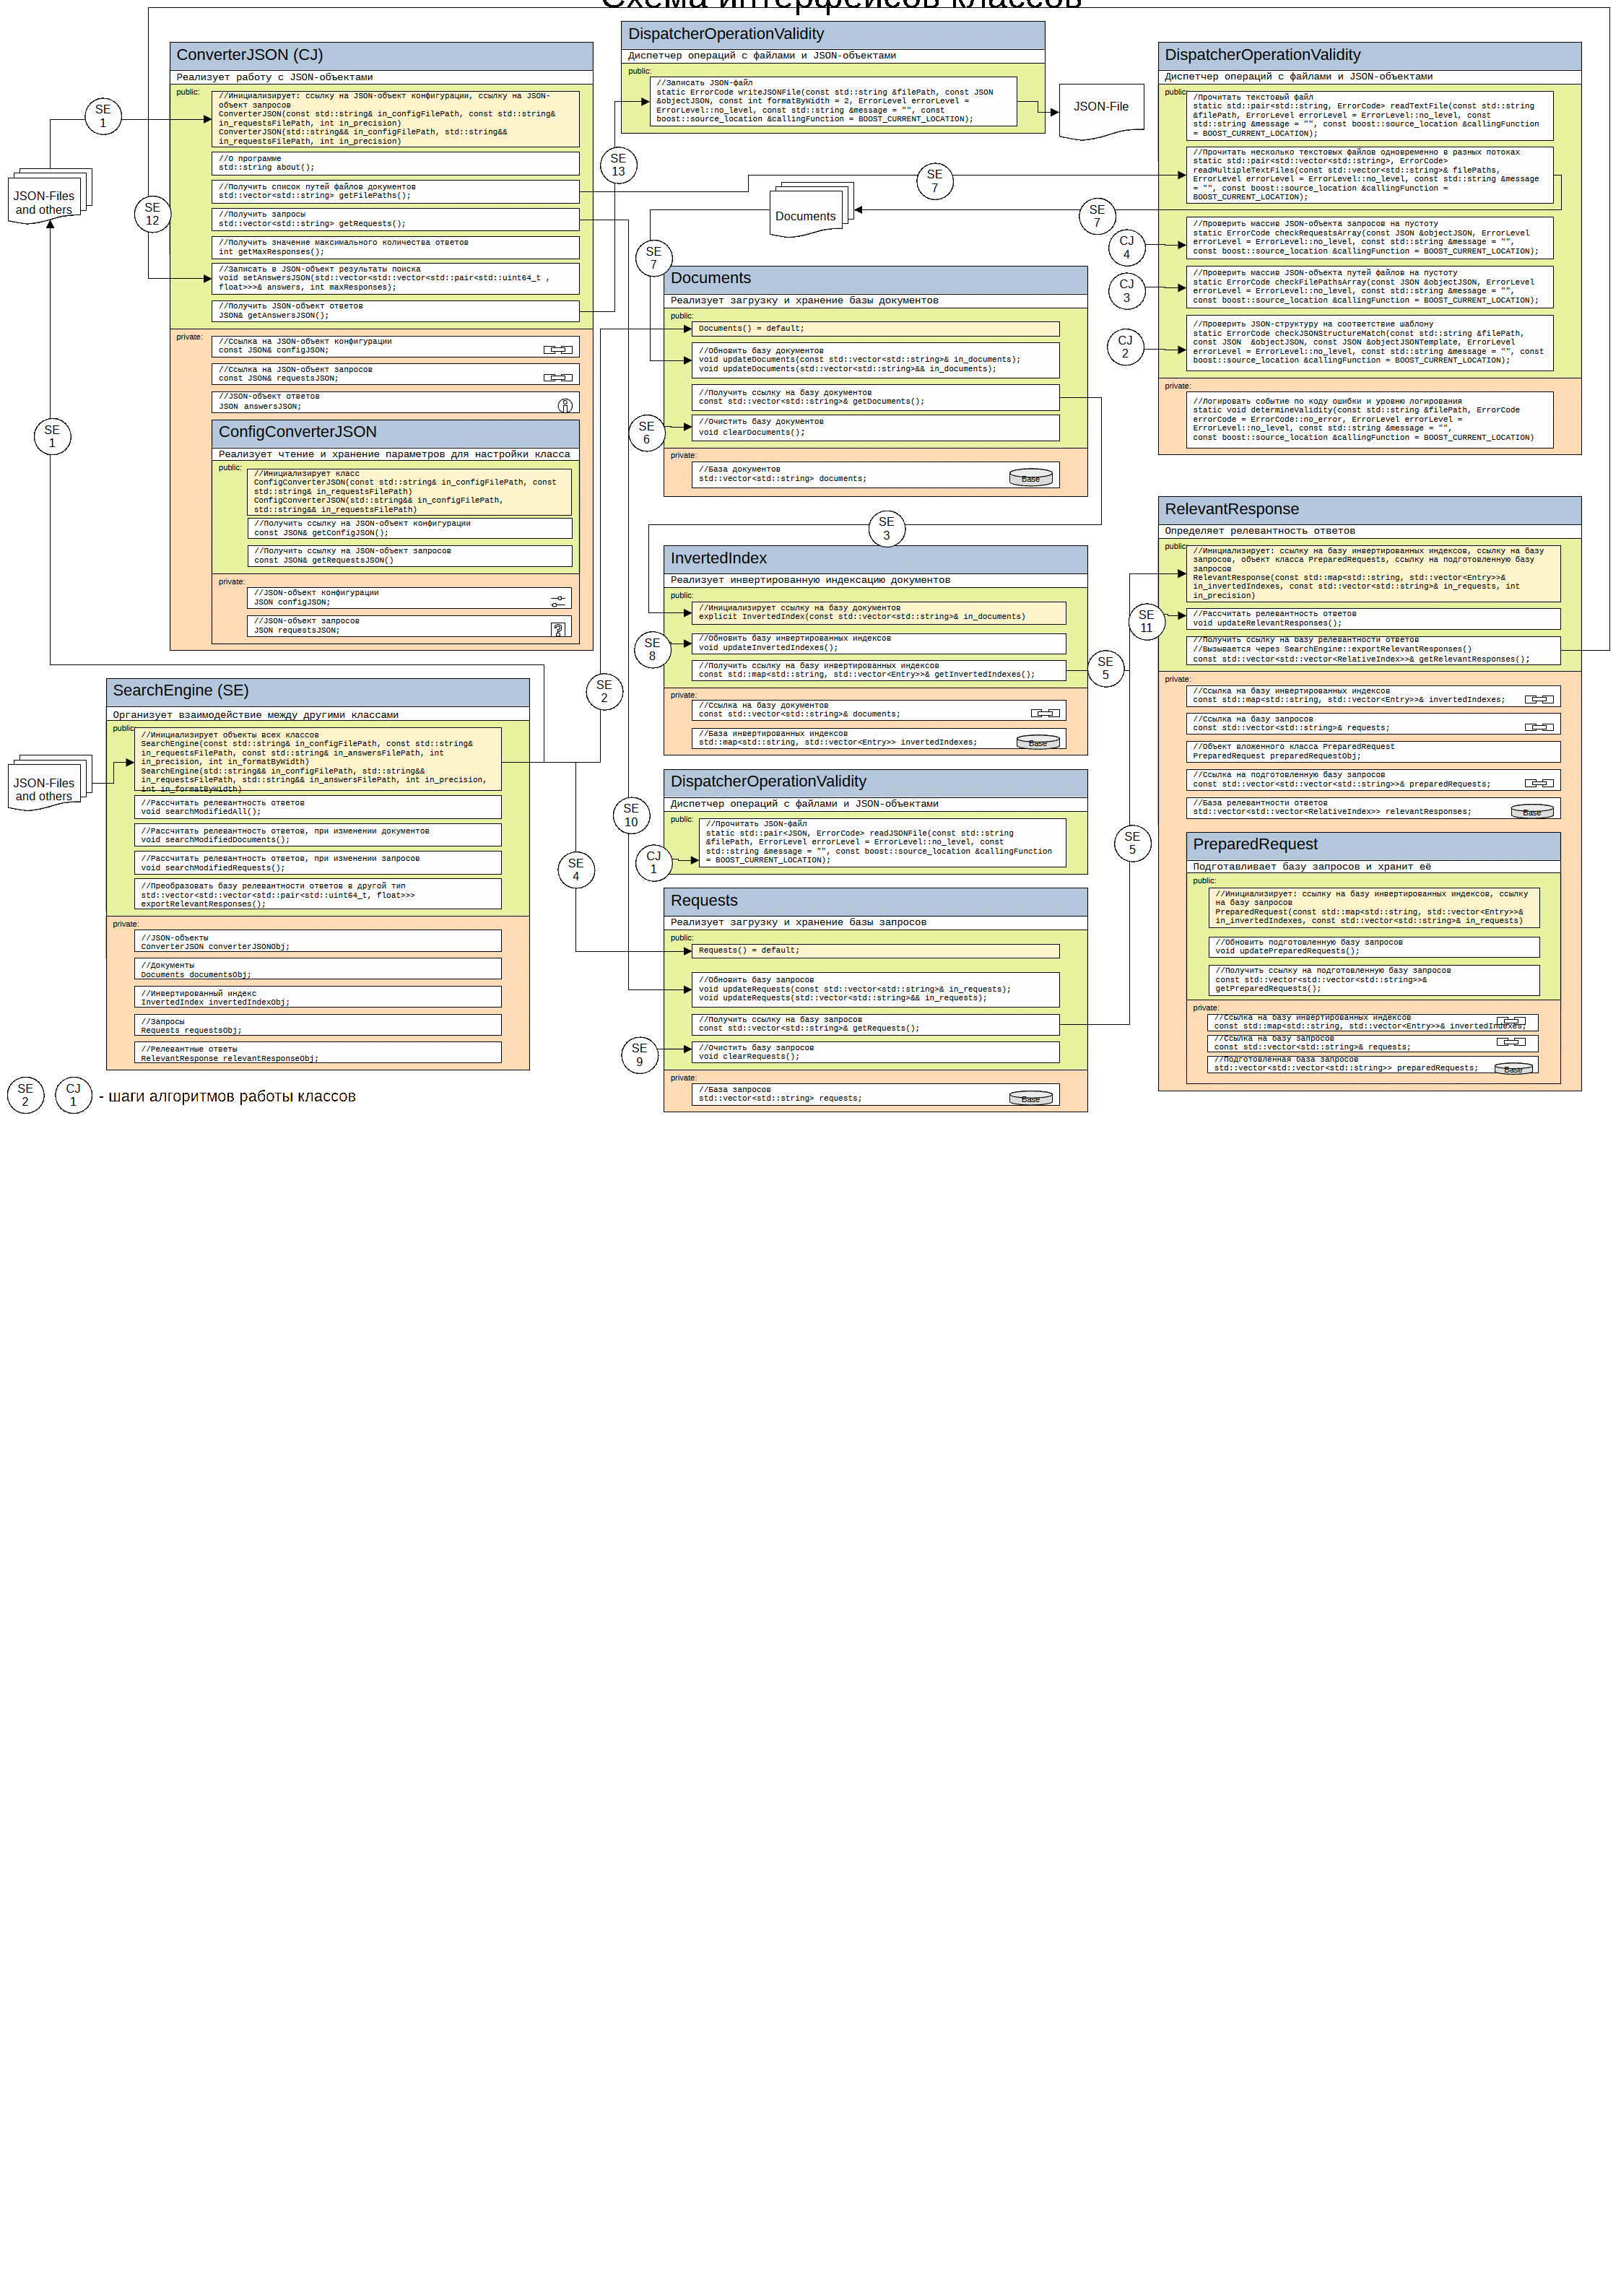 Схема интерфейсов классов
ConverterJSON (CJ)
Реализует работу с JSON-объектами
public:
//Инициализирует: ссылку на JSON-объект конфигурации, ссылку на JSON-
объект запросов
ConverterJSON(const std::string& in_configFilePath, const std::string&
in_requestsFilePath, int in_precision)
ConverterJSON(std::string&& in_configFilePath, std::string&&
in_requestsFilePath, int in_precision)
//О программе
std::string about();
//Получить список путей файлов документов
std::vector<std::string> getFilePaths();
//Получить запросы
std::vector<std::string> getRequests();
//Получить значение максимального количества ответов
int getMaxResponses();
//Записать в JSON-объект результаты поиска
void setAnswersJSON(std::vector<std::vector<std::pair<std::uint64_t ,
float>>>& answers, int maxResponses);
//Получить JSON-объект ответов
JSON& getAnswersJSON();
private:
//Ссылка на JSON-объект конфигурации
const JSON& configJSON;
//Ссылка на JSON-объект запросов
const JSON& requestsJSON;
//JSON-объект ответов
JSON answersJSON;
ConfigConverterJSON
Реализует чтение и хранение параметров для настройки класса
public:
//Инициализирует класс
ConfigConverterJSON(const std::string& in_configFilePath, const
std::string& in_requestsFilePath)
ConfigConverterJSON(std::string&& in_configFilePath,
std::string&& in_requestsFilePath)
//Получить ссылку на JSON-объект конфигурации
const JSON& getConfigJSON();
//Получить ссылку на JSON-объект запросов
const JSON& getRequestsJSON()
private:
//JSON-объект конфигурации
JSON configJSON;
//JSON-объект запросов
JSON requestsJSON;
?
SE
1
JSON-Files
and others
SE
12
SE
1
SearchEngine (SE)
Организует взаимодействие между другими классами
public:
//Инициализирует объекты всех классов
SearchEngine(const std::string& in_configFilePath, const std::string&
in_requestsFilePath, const std::string& in_answersFilePath, int
in_precision, int in_formatByWidth)
SearchEngine(std::string&& in_configFilePath, std::string&&
in_requestsFilePath, std::string&& in_answersFilePath, int in_precision,
int in_formatByWidth)
//Рассчитать релевантность ответов
void searchModifiedAll();
//Рассчитать релевантность ответов, при изменении документов
void searchModifiedDocuments();
//Рассчитать релевантность ответов, при изменении запросов
void searchModifiedRequests();
//Преобразовать базу релевантности ответов в другой тип
std::vector<std::vector<std::pair<std::uint64_t, float>>>
exportRelevantResponses();
private:
//JSON-объекты
ConverterJSON converterJSONObj;
//Документы
Documents documentsObj;
//Инвертированный индекс
InvertedIndex invertedIndexObj;
//Запросы
Requests requestsObj;
//Релевантные ответы
RelevantResponse relevantResponseObj;
JSON-Files
and others
SE
2
CJ
1
- шаги алгоритмов работы классов
DispatcherOperationValidity
Диспетчер операций с файлами и JSON-объектами
public:
//Записать JSON-файл
static ErrorCode writeJSONFile(const std::string &filePath, const JSON
&objectJSON, const int formatByWidth = 2, ErrorLevel errorLevel =
ErrorLevel::no_level, const std::string &message = "", const
boost::source_location &callingFunction = BOOST_CURRENT_LOCATION);
JSON-File
SE
13
SE
7
Documents
SE
7
SE
7
Documents
Реализует загрузку и хранение базы документов
public:
Documents() = default;
//Обновить базу документов
void updateDocuments(const std::vector<std::string>& in_documents);
void updateDocuments(std::vector<std::string>&& in_documents);
//Получить ссылку на базу документов
const std::vector<std::string>& getDocuments();
//Очистить базу документов
void clearDocuments();
private:
//База документов
std::vector<std::string> documents;
Base
SE
6
SE
3
InvertedIndex
Реализует инвертированную индексацию документов
public:
//Инициализирует ссылку на базу документов
explicit InvertedIndex(const std::vector<std::string>& in_documents)
//Обновить базу инвертированных индексов
void updateInvertedIndexes();
//Получить ссылку на базу инвертированных индексов
const std::map<std::string, std::vector<Entry>>& getInvertedIndexes();
private:
//Ссылка на базу документов
const std::vector<std::string>& documents;
//База инвертированных индексов
std::map<std::string, std::vector<Entry>> invertedIndexes;
Base
SE
8
SE
5
SE
2
DispatcherOperationValidity
Диспетчер операций с файлами и JSON-объектами
public:
//Прочитать JSON-файл
static std::pair<JSON, ErrorCode> readJSONFile(const std::string
&filePath, ErrorLevel errorLevel = ErrorLevel::no_level, const
std::string &message = "", const boost::source_location &callingFunction
= BOOST_CURRENT_LOCATION);
SE
10
CJ
1
SE
4
SE
5
Requests
Реализует загрузку и хранение базы запросов
public:
Requests() = default;
//Обновить базу запросов
void updateRequests(const std::vector<std::string>& in_requests);
void updateRequests(std::vector<std::string>&& in_requests);
//Получить ссылку на базу запросов
const std::vector<std::string>& getRequests();
//Очистить базу запросов
void clearRequests();
private:
//База запросов
std::vector<std::string> requests;
Base
SE
9
DispatcherOperationValidity
Диспетчер операций с файлами и JSON-объектами
public:
/Прочитать текстовый файл
static std::pair<std::string, ErrorCode> readTextFile(const std::string
&filePath, ErrorLevel errorLevel = ErrorLevel::no_level, const
std::string &message = "", const boost::source_location &callingFunction
= BOOST_CURRENT_LOCATION);
//Прочитать несколько текстовых файлов одновременно в разных потоках
static std::pair<std::vector<std::string>, ErrorCode>
readMultipleTextFiles(const std::vector<std::string>& filePaths,
ErrorLevel errorLevel = ErrorLevel::no_level, const std::string &message
= "", const boost::source_location &callingFunction =
BOOST_CURRENT_LOCATION);
//Проверить массив JSON-объекта запросов на пустоту
static ErrorCode checkRequestsArray(const JSON &objectJSON, ErrorLevel
errorLevel = ErrorLevel::no_level, const std::string &message = "",
const boost::source_location &callingFunction = BOOST_CURRENT_LOCATION);
//Проверить массив JSON-объекта путей файлов на пустоту
static ErrorCode checkFilePathsArray(const JSON &objectJSON, ErrorLevel
errorLevel = ErrorLevel::no_level, const std::string &message = "",
const boost::source_location &callingFunction = BOOST_CURRENT_LOCATION);
//Проверить JSON-структуру на соответствие шаблону
static ErrorCode checkJSONStructureMatch(const std::string &filePath,
const JSON  &objectJSON, const JSON &objectJSONTemplate, ErrorLevel
errorLevel = ErrorLevel::no_level, const std::string &message = "", const
boost::source_location &callingFunction = BOOST_CURRENT_LOCATION);
private:
//Логировать событие по коду ошибки и уровню логирования
static void determineValidity(const std::string &filePath, ErrorCode
errorCode = ErrorCode::no_error, ErrorLevel errorLevel =
ErrorLevel::no_level, const std::string &message = "",
const boost::source_location &callingFunction = BOOST_CURRENT_LOCATION)
CJ
4
CJ
3
CJ
2
RelevantResponse
Определяет релевантность ответов
public:
//Инициализирует: ссылку на базу инвертированных индексов, ссылку на базу
запросов, объект класса PreparedRequests, ссылку на подготовленную базу
запросов
RelevantResponse(const std::map<std::string, std::vector<Entry>>&
in_invertedIndexes, const std::vector<std::string>& in_requests, int
in_precision)
//Рассчитать релевантность ответов
void updateRelevantResponses();
//Получить ссылку на базу релевантности ответов
//Вызывается через SearchEngine::exportRelevantResponses()
const std::vector<std::vector<RelativeIndex>>& getRelevantResponses();
private:
//Ссылка на базу инвертированных индексов
const std::map<std::string, std::vector<Entry>>& invertedIndexes;
//Ссылка на базу запросов
const std::vector<std::string>& requests;
//Объект вложенного класса PreparedRequest
PreparedRequest preparedRequestObj;
//Ссылка на подготовленную базу запросов
const std::vector<std::vector<std::string>>& preparedRequests;
//База релевантности ответов
std::vector<std::vector<RelativeIndex>> relevantResponses;
Base
SE
11
PreparedRequest
Подготавливает базу запросов и хранит её
public:
//Инициализирует: ссылку на базу инвертированных индексов, ссылку
на базу запросов
PreparedRequest(const std::map<std::string, std::vector<Entry>>&
in_invertedIndexes, const std::vector<std::string>& in_requests)
//Обновить подготовленную базу запросов
void updatePreparedRequests();
//Получить ссылку на подготовленную базу запросов
const std::vector<std::vector<std::string>>&
getPreparedRequests();
private:
//Ссылка на базу инвертированных индексов
const std::map<std::string, std::vector<Entry>>& invertedIndexes;
//Ссылка на базу запросов
const std::vector<std::string>& requests;
//Подготовленная база запросов
std::vector<std::vector<std::string>> preparedRequests;
Base